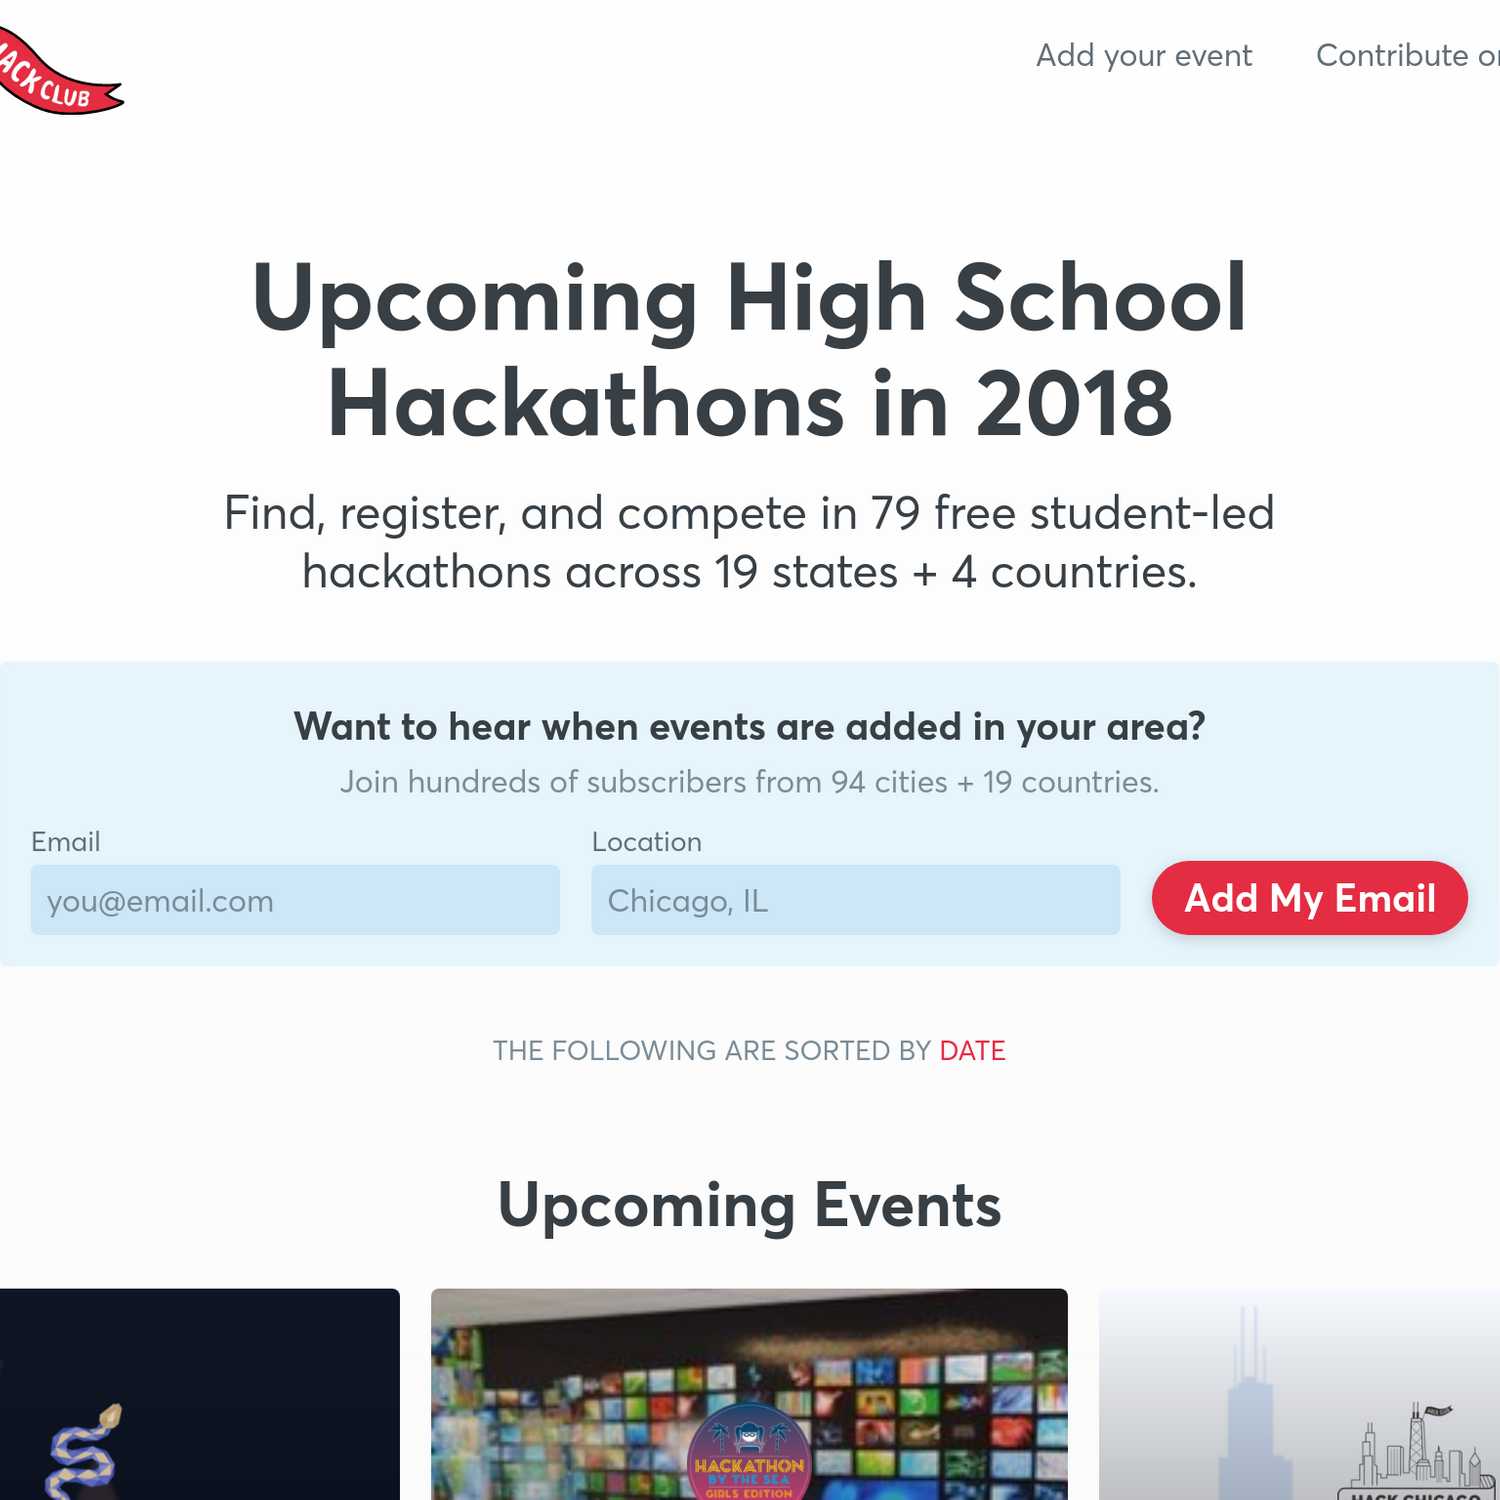 HACK CLUB
Add your event
Contribute
Upcoming High School
Hackathons in 2018
Find, register, and compete in 79 free student-led
hackathons across 19 states + 4 countries.
Want to hear when events are added in your area?
Join hundreds of subscribers from 94 cities + 19 countries.
Email
Location
you@email.com
Chicago, IL
Add My Email
THE FOLLOWING ARE SORTED BY DATE
Upcoming Events
HACKATHON
BY THE SEA
GIRLS EDITION
HACK CHICAGO